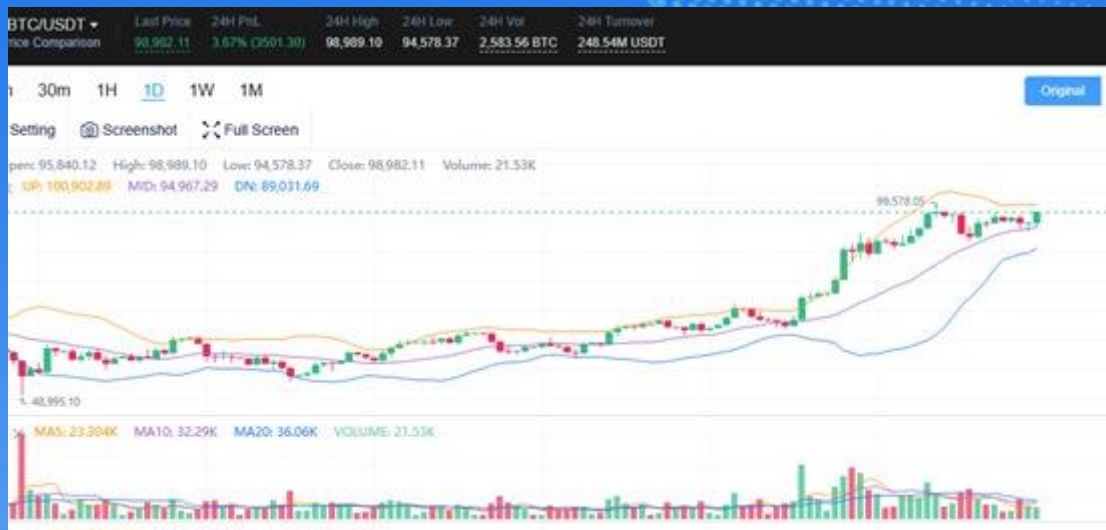 BTC/USDT
Last Price 24H PnL 24H High 24H Low 24H Vol 24H Turnover
Comparison 98,982.11 3.67% (3501.30) 98,989.10 94,578.37 2,583.56 BTC 248.54M USDT
30m 1H 1D 1W 1M
Original
Setting Screenshot Full Screen
95,840.12 High: 98,989.10 Low: 94,578.37 Close: 98,982.11 Volume: 21.53K
UP: 100,902.89 MID: 94,967.29 DN: 89,031.69
99,578.05
48,995.10
MA5: 23.304K MA10: 32.29K MA20: 36.06K VOLUME: 21.53K